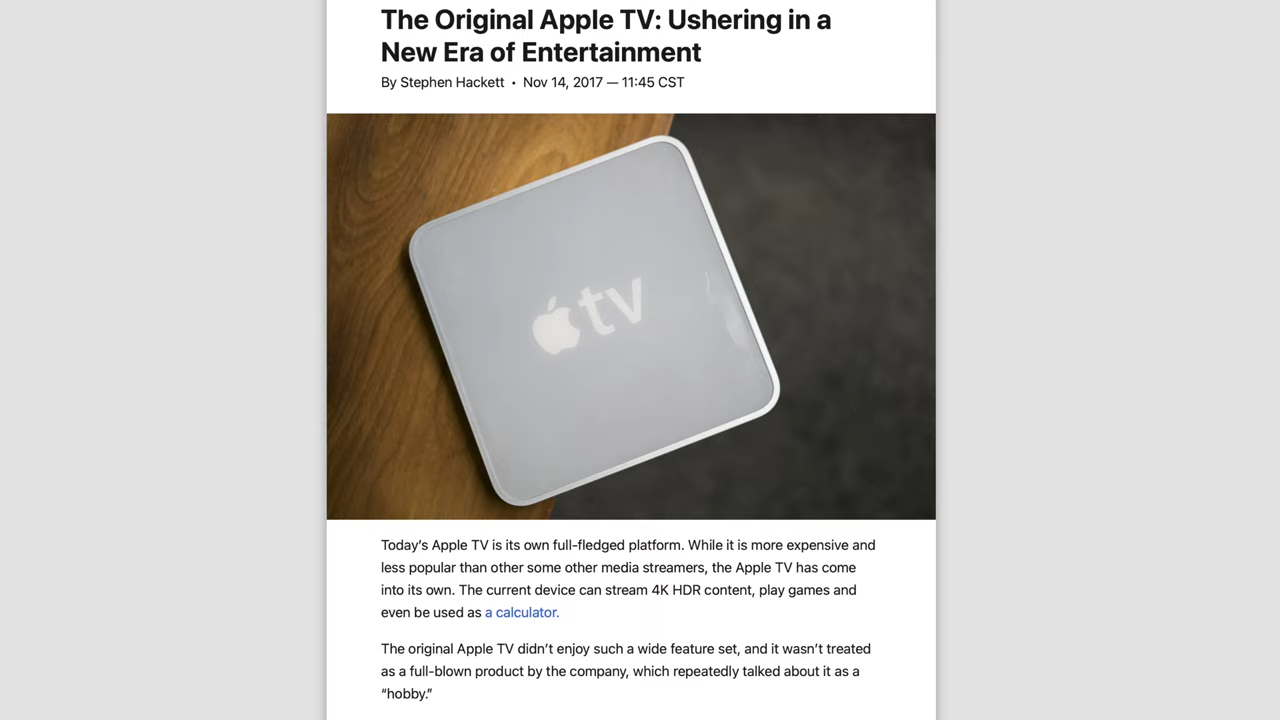 The Original Apple TV: Ushering in a
New Era of Entertainment
By Stephen Hackett • Nov 14, 2017 — 11:45 CST
tv
Today’s Apple TV is its own full-fledged platform. While it is more expensive and
less popular than other some other media streamers, the Apple TV has come
into its own. The current device can stream 4K HDR content, play games and
even be used as a calculator.
The original Apple TV didn’t enjoy such a wide feature set, and it wasn’t treated
as a full-blown product by the company, which repeatedly talked about it as a
“hobby.”